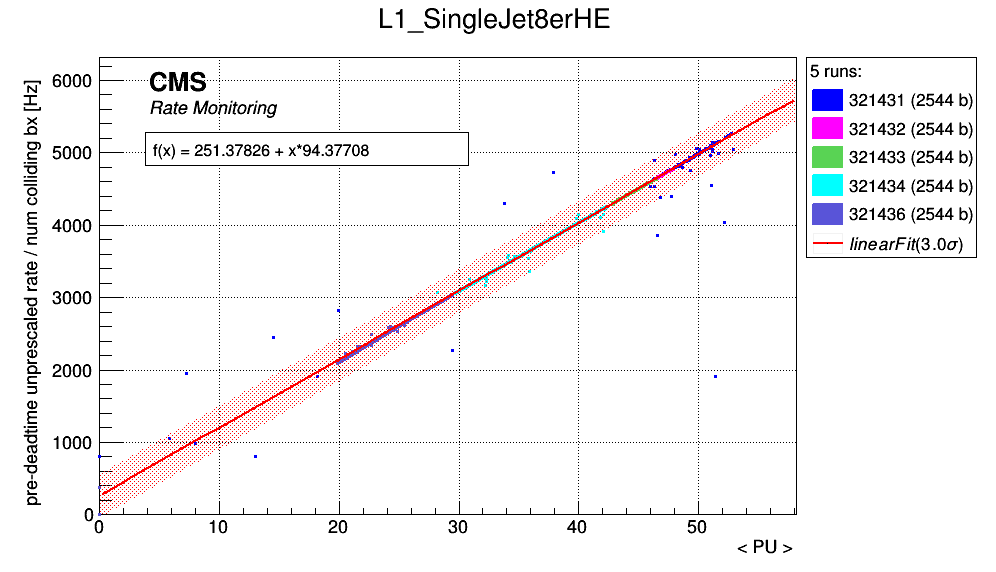 L1_SingleJet8erHE
pre-deadtime unprescaled rate / num colliding bx [Hz]
6000
5000
4000
3000
2000
1000
0
CMS
Rate Monitoring
f(x) = 251.37826 + x*94.37708
0
10
20
30
40
50
< PU >
5 runs:
321431 (2544 b)
321432 (2544 b)
321433 (2544 b)
321434 (2544 b)
321436 (2544 b)
linearFit(3.0σ)